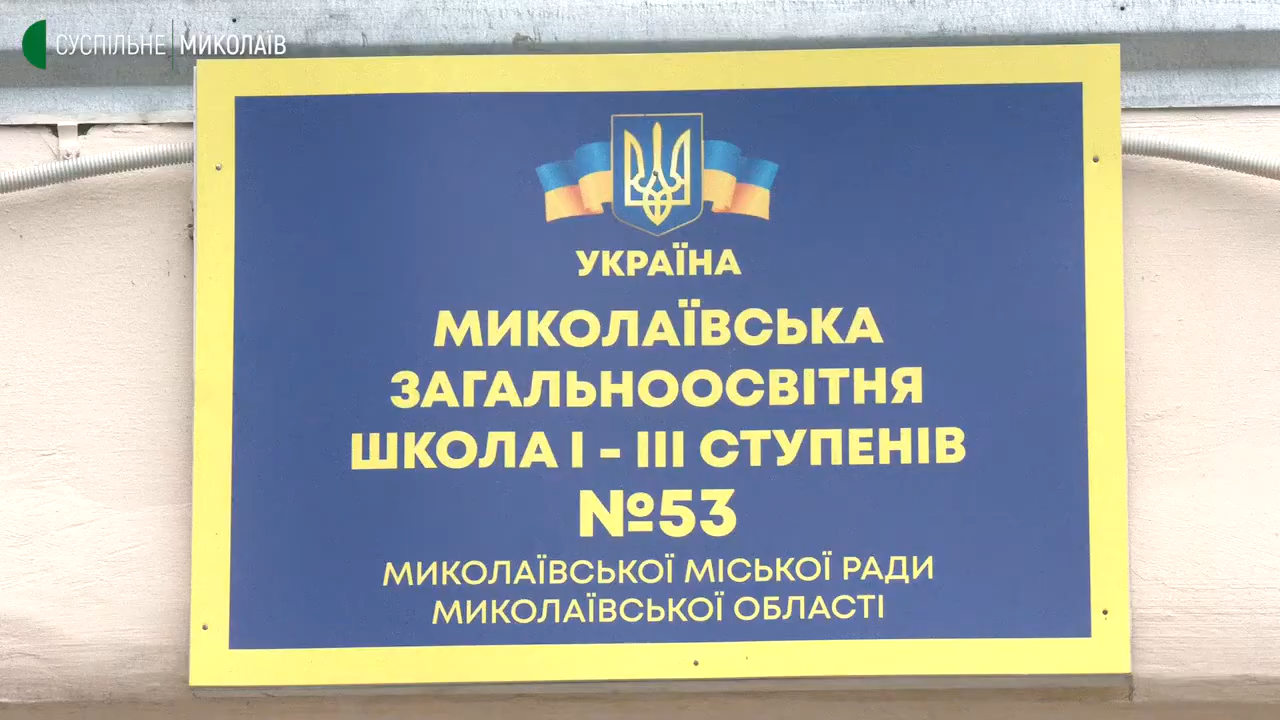 СУСПІЛЬНЕ | МИКОЛАЇВ
УКРАЇНА
МИКОЛАЇВСЬКА
ЗАГАЛЬНООСВІТНЯ
ШКОЛА І - ІІІ СТУПЕНІВ
№53
МИКОЛАЇВСЬКОЇ МІСЬКОЇ РАДИ
МИКОЛАЇВСЬКОЇ ОБЛАСТІ